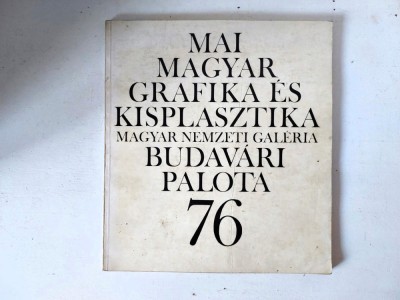 MAI
MAGYAR
GRAFIKA ÉS
KISPLASZTIKA
MAGYAR NEMZETI GALÉRIA
BUDAVÁRI
PALOTA
76